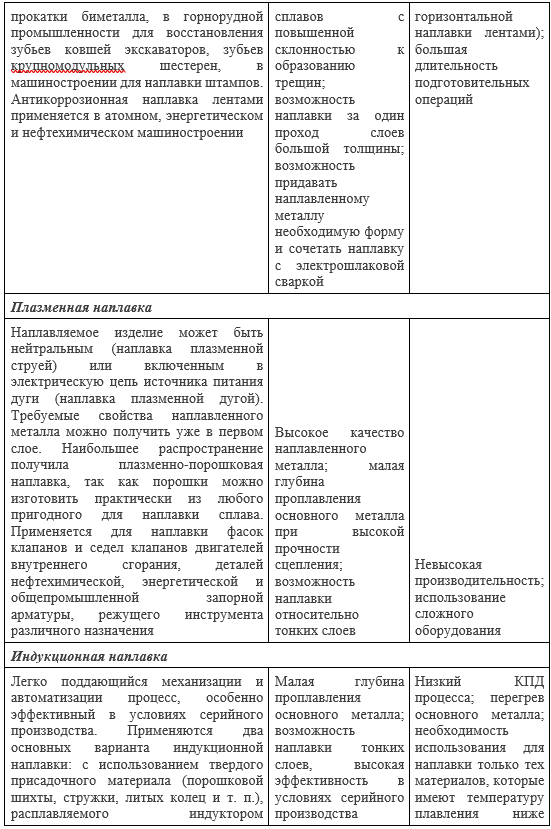 прокатки биметалла, в горнорудной
промышленности для восстановления
зубьев ковшей экскаваторов, зубьев
крупномодульных шестерен, в
машиностроении для наплавки штампов.
Антикоррозионная наплавка лентами
применяется в атомном, энергетическом
и нефтехимическом машиностроении
сплавов с
повышенной
склонностью к
образованию
трещин;
возможность
наплавки за один
проход слоев
большой толщины;
возможность
придавать
наплавленному
металлу
необходимую форму
и сочетать наплавку
с электрошлаковой
сваркой
горизонтальной
наплавки лентами);
большая
длительность
подготовительных
операций
Плазменная наплавка
Наплавляемое изделие может быть
нейтральным (наплавка плазменной
струей) или включенным в
электрическую цепь источника питания
дуги (наплавка плазменной дугой).
Требуемые свойства наплавленного
металла можно получить уже в первом
слое. Наибольшее распространение
получила плазменно-порошковая
наплавка, так как порошки можно
изготовить практически из любого
пригодного для наплавки сплава.
Применяется для наплавки фасок
клапанов и седел клапанов двигателей
внутреннего сгорания, деталей
нефтехимической, энергетической и
общепромышленной запорной
арматуры, режущего инструмента
различного назначения
Высокое качество
наплавленного
металла; малая
глубина
проплавления
основного металла
при высокой
прочности
сцепления;
возможность
наплавки
относительно
тонких слоев
Невысокая
производительность;
использование
сложного
оборудования
Индукционная наплавка
Легко поддающийся механизации и
автоматизации процесс, особенно
эффективный в условиях серийного
производства. Применяются два
основных варианта индукционной
наплавки: с использованием твердого
присадочного материала (порошковой
шихты, стружки, литых колец и т. п.),
расплавляемого индуктором
Малая глубина
проплавления
основного металла;
возможность
наплавки тонких
слоев, высокая
эффективность в
условиях серийного
производства
Низкий КПД
процесса; перегрев
основного металла;
необходимость
использования для
наплавки только тех
материалов, которые
имеют температуру
плавления ниже